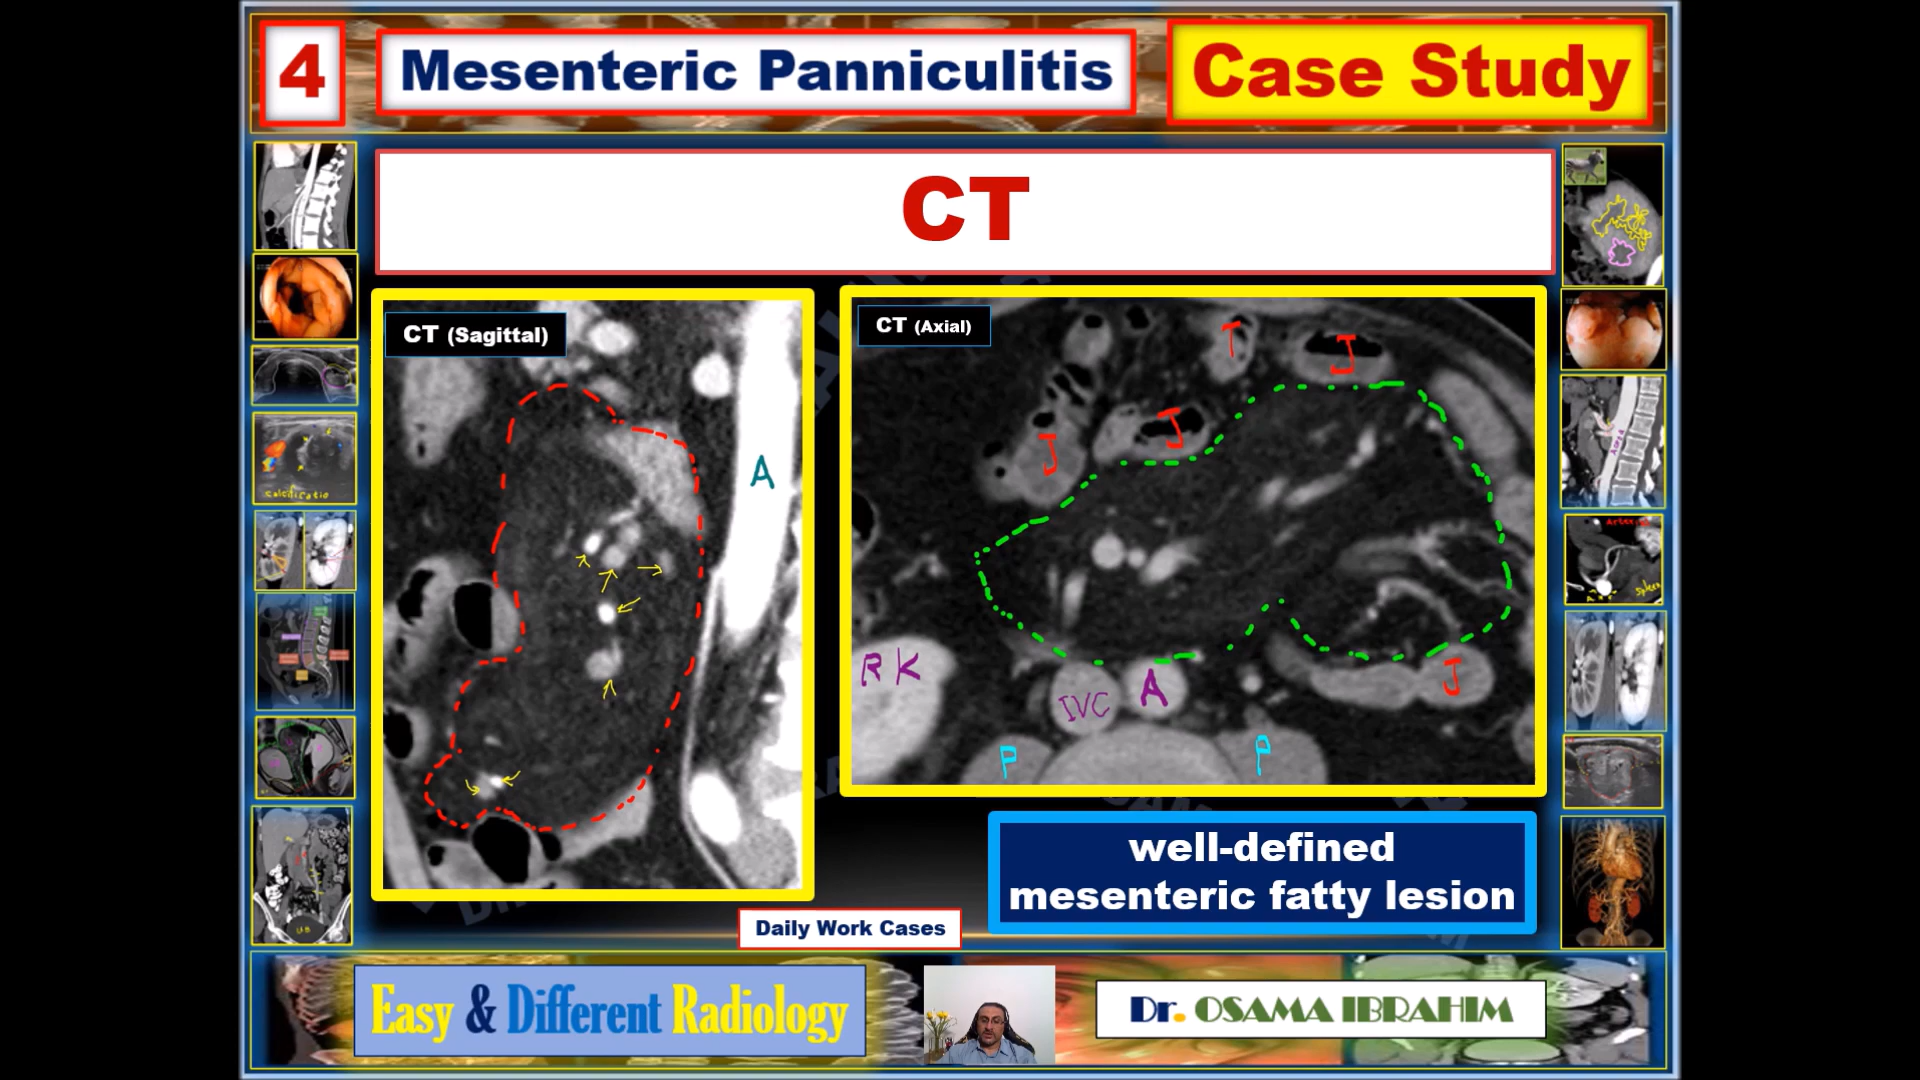 4
Mesenteric Panniculitis
Case Study
CT
CT (Sagittal)
A
CT (Axial)
T
J
J
J
RK
IVC
A
J
P
P
well-defined
mesenteric fatty lesion
Daily Work Cases
Easy & Different Radiology
Dr. OSAMA IBRAHIM